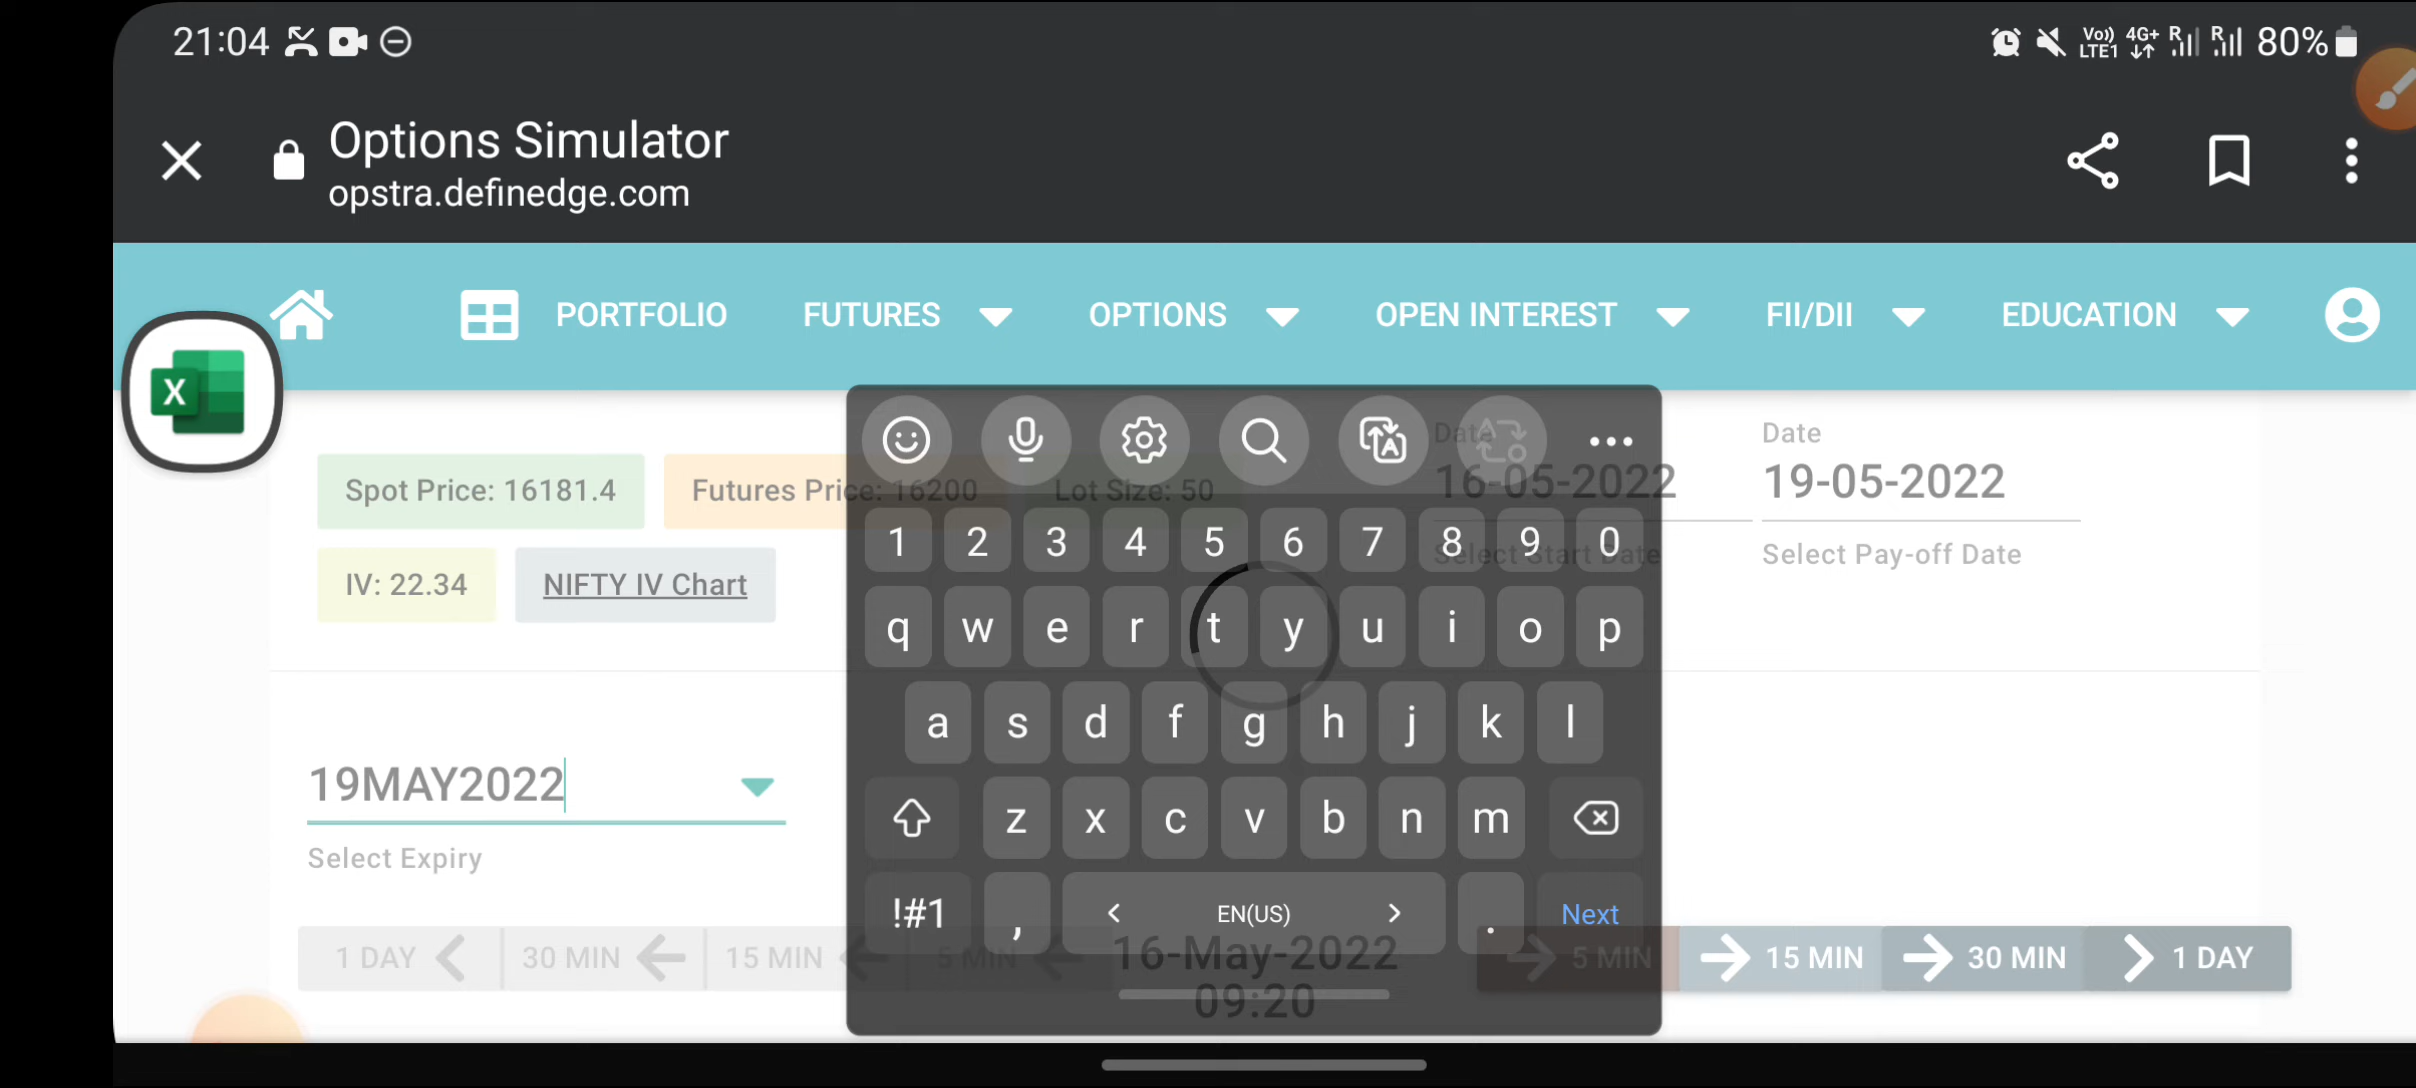 21:04
Vo)) LTE1 4G+ R R 80%
Options Simulator
opstra.definedge.com
PORTFOLIO FUTURES OPTIONS OPEN INTEREST FII/DII EDUCATION
X
Spot Price: 16181.4 Futures Price: 16200 Lot Size: 50
Date Date
16-05-2022 19-05-2022
Select Start Date Select Pay-off Date
IV: 22.34 NIFTY IV Chart
1 2 3 4 5 6 7 8 9 0
q w e r t y u i o p
a s d f g h j k l
z x c v b n m
!#1 , < EN(US) > . Next
19MAY2022
Select Expiry
1 DAY 30 MIN 15 MIN 5 MIN 16-May-2022 5 MIN 15 MIN 30 MIN 1 DAY
09:20